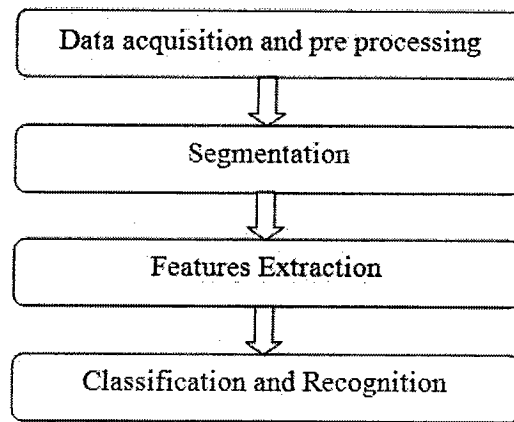 Data acquisition and pre processing
Segmentation
Features Extraction
Classification and Recognition